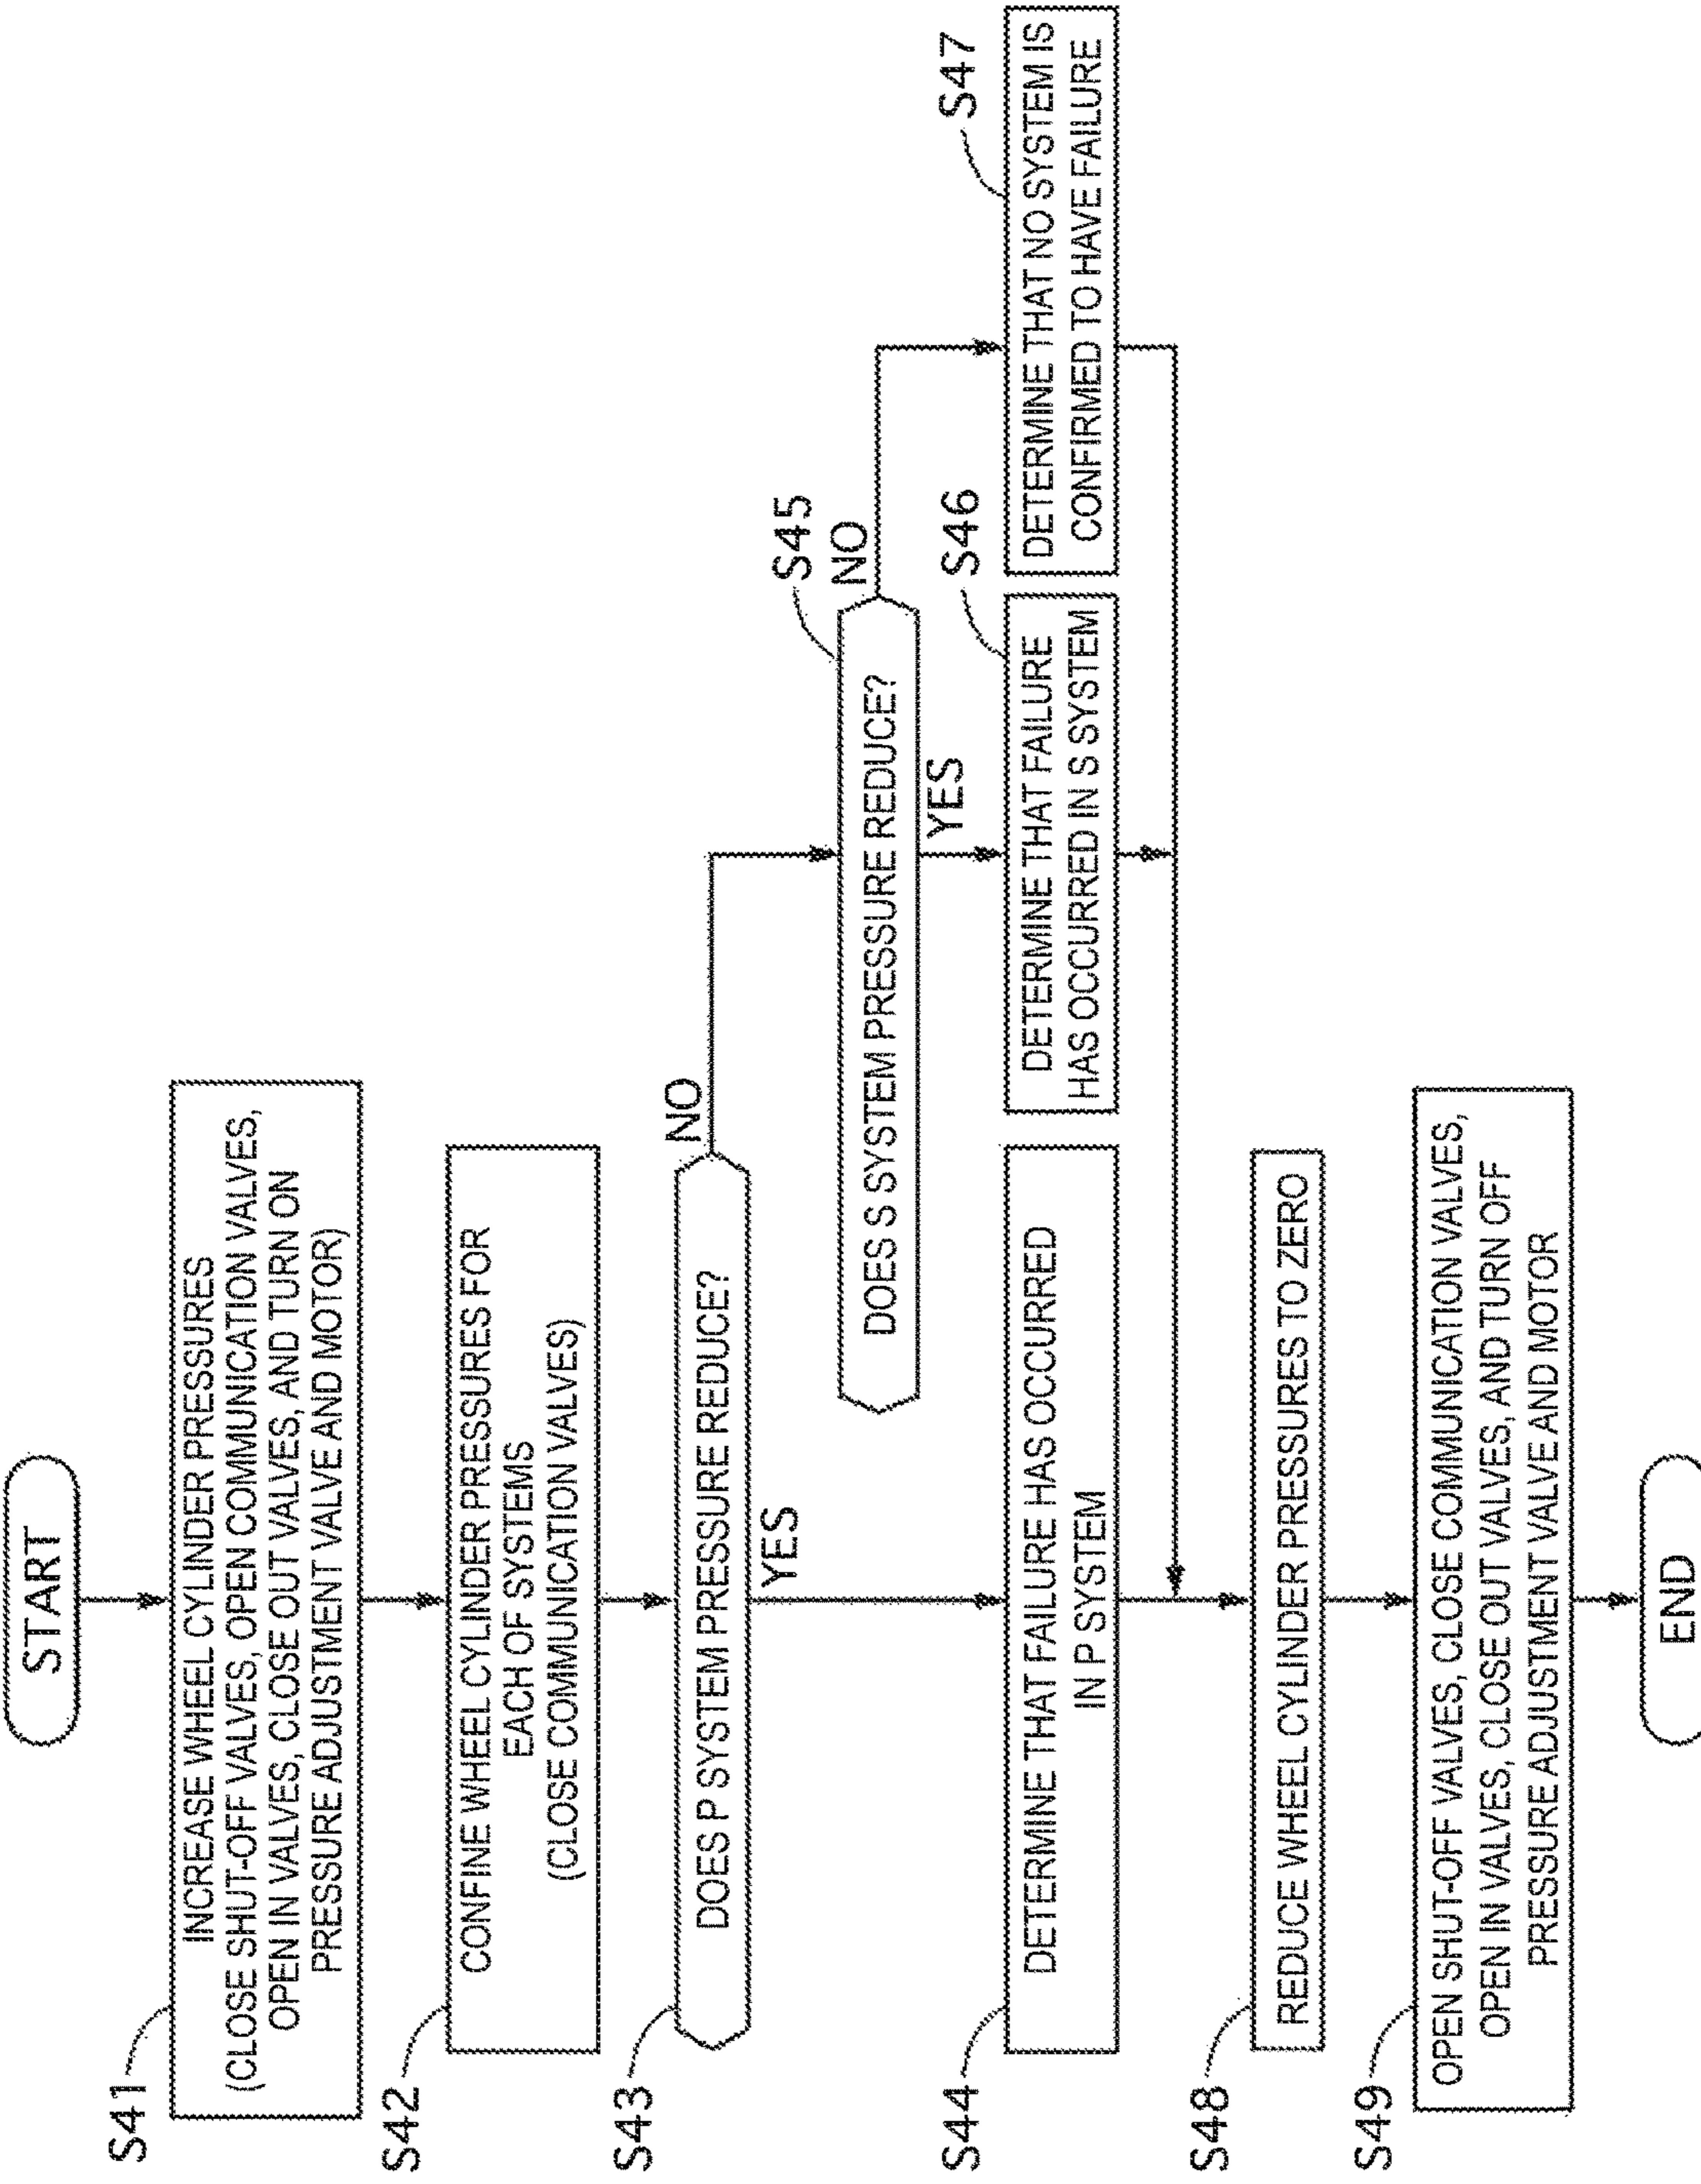 START
S41
INCREASE WHEEL CYLINDER PRESSURES
(CLOSE SHUT-OFF VALVES, OPEN COMMUNICATION VALVES,
OPEN IN VALVES, CLOSE OUT VALVES, AND TURN ON
PRESSURE ADJUSTMENT VALVE AND MOTOR)
S42
CONFINE WHEEL CYLINDER PRESSURES FOR
EACH OF SYSTEMS
(CLOSE COMMUNICATION VALVES)
S43
DOES P SYSTEM PRESSURE REDUCE?
NO
YES
S45
DOES S SYSTEM PRESSURE REDUCE?
NO
YES
S44
DETERMINE THAT FAILURE HAS OCCURRED
IN P SYSTEM
S46
DETERMINE THAT FAILURE
HAS OCCURRED IN S SYSTEM
S47
DETERMINE THAT NO SYSTEM IS
CONFIRMED TO HAVE FAILURE
S48
REDUCE WHEEL CYLINDER PRESSURES TO ZERO
S49
OPEN SHUT-OFF VALVES, CLOSE COMMUNICATION VALVES,
OPEN IN VALVES, CLOSE OUT VALVES, AND TURN OFF
PRESSURE ADJUSTMENT VALVE AND MOTOR
END